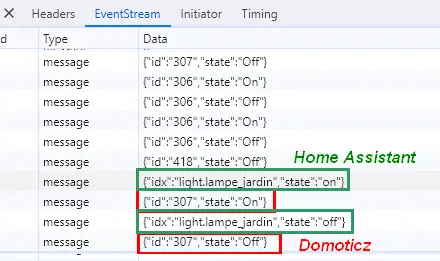 Headers EventStream Initiator Timing
d Type Data
message {"id":"307","state":"Off"}
message {"id":"306","state":"On"}
message {"id":"306","state":"Off"}
message {"id":"306","state":"On"}
message {"id":"306","state":"Off"}
message {"id":"418","state":"Off"}
Home Assistant
message {"idx":"light.lampe_jardin","state":"on"}
message {"id":"307","state":"On"}
message {"idx":"light.lampe_jardin","state":"off"}
message {"id":"307","state":"Off"}
Domoticz